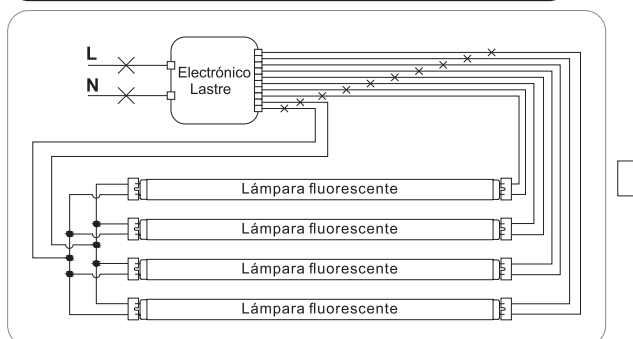 L
N
Electrónico
Lastre
Lámpara fluorescente
Lámpara fluorescente
Lámpara fluorescente
Lámpara fluorescente